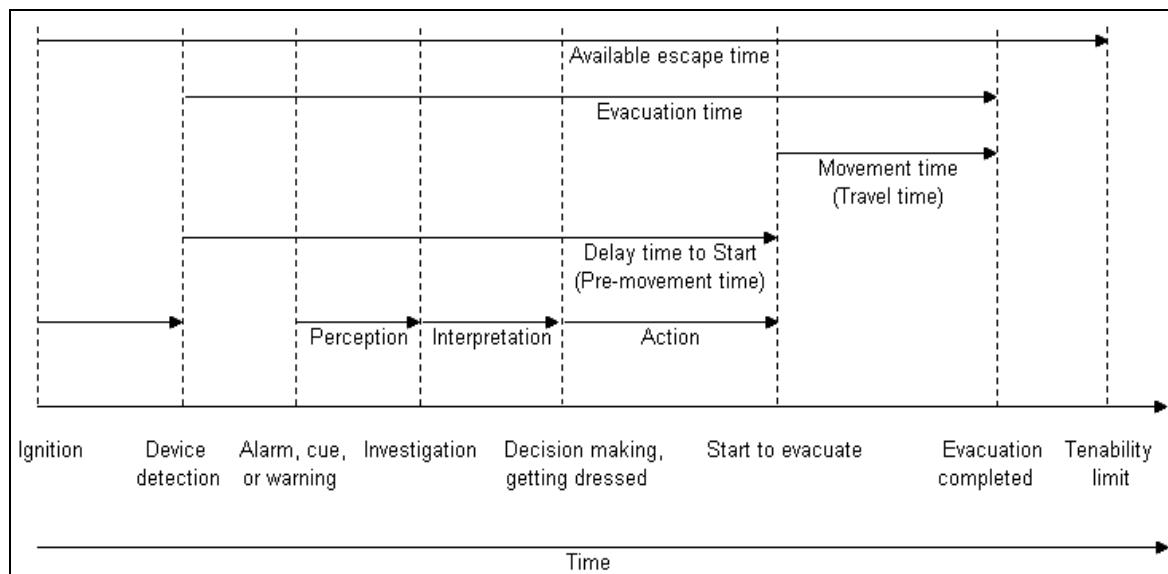 Available escape time
Evacuation time
Movement time
(Travel time)
Delay time to Start
(Pre-movement time)
Perception
Interpretation
Action
Ignition
Device
detection
Alarm, cue,
or warning
Investigation
Decision making,
getting dressed
Start to evacuate
Evacuation
completed
Tenability
limit
Time